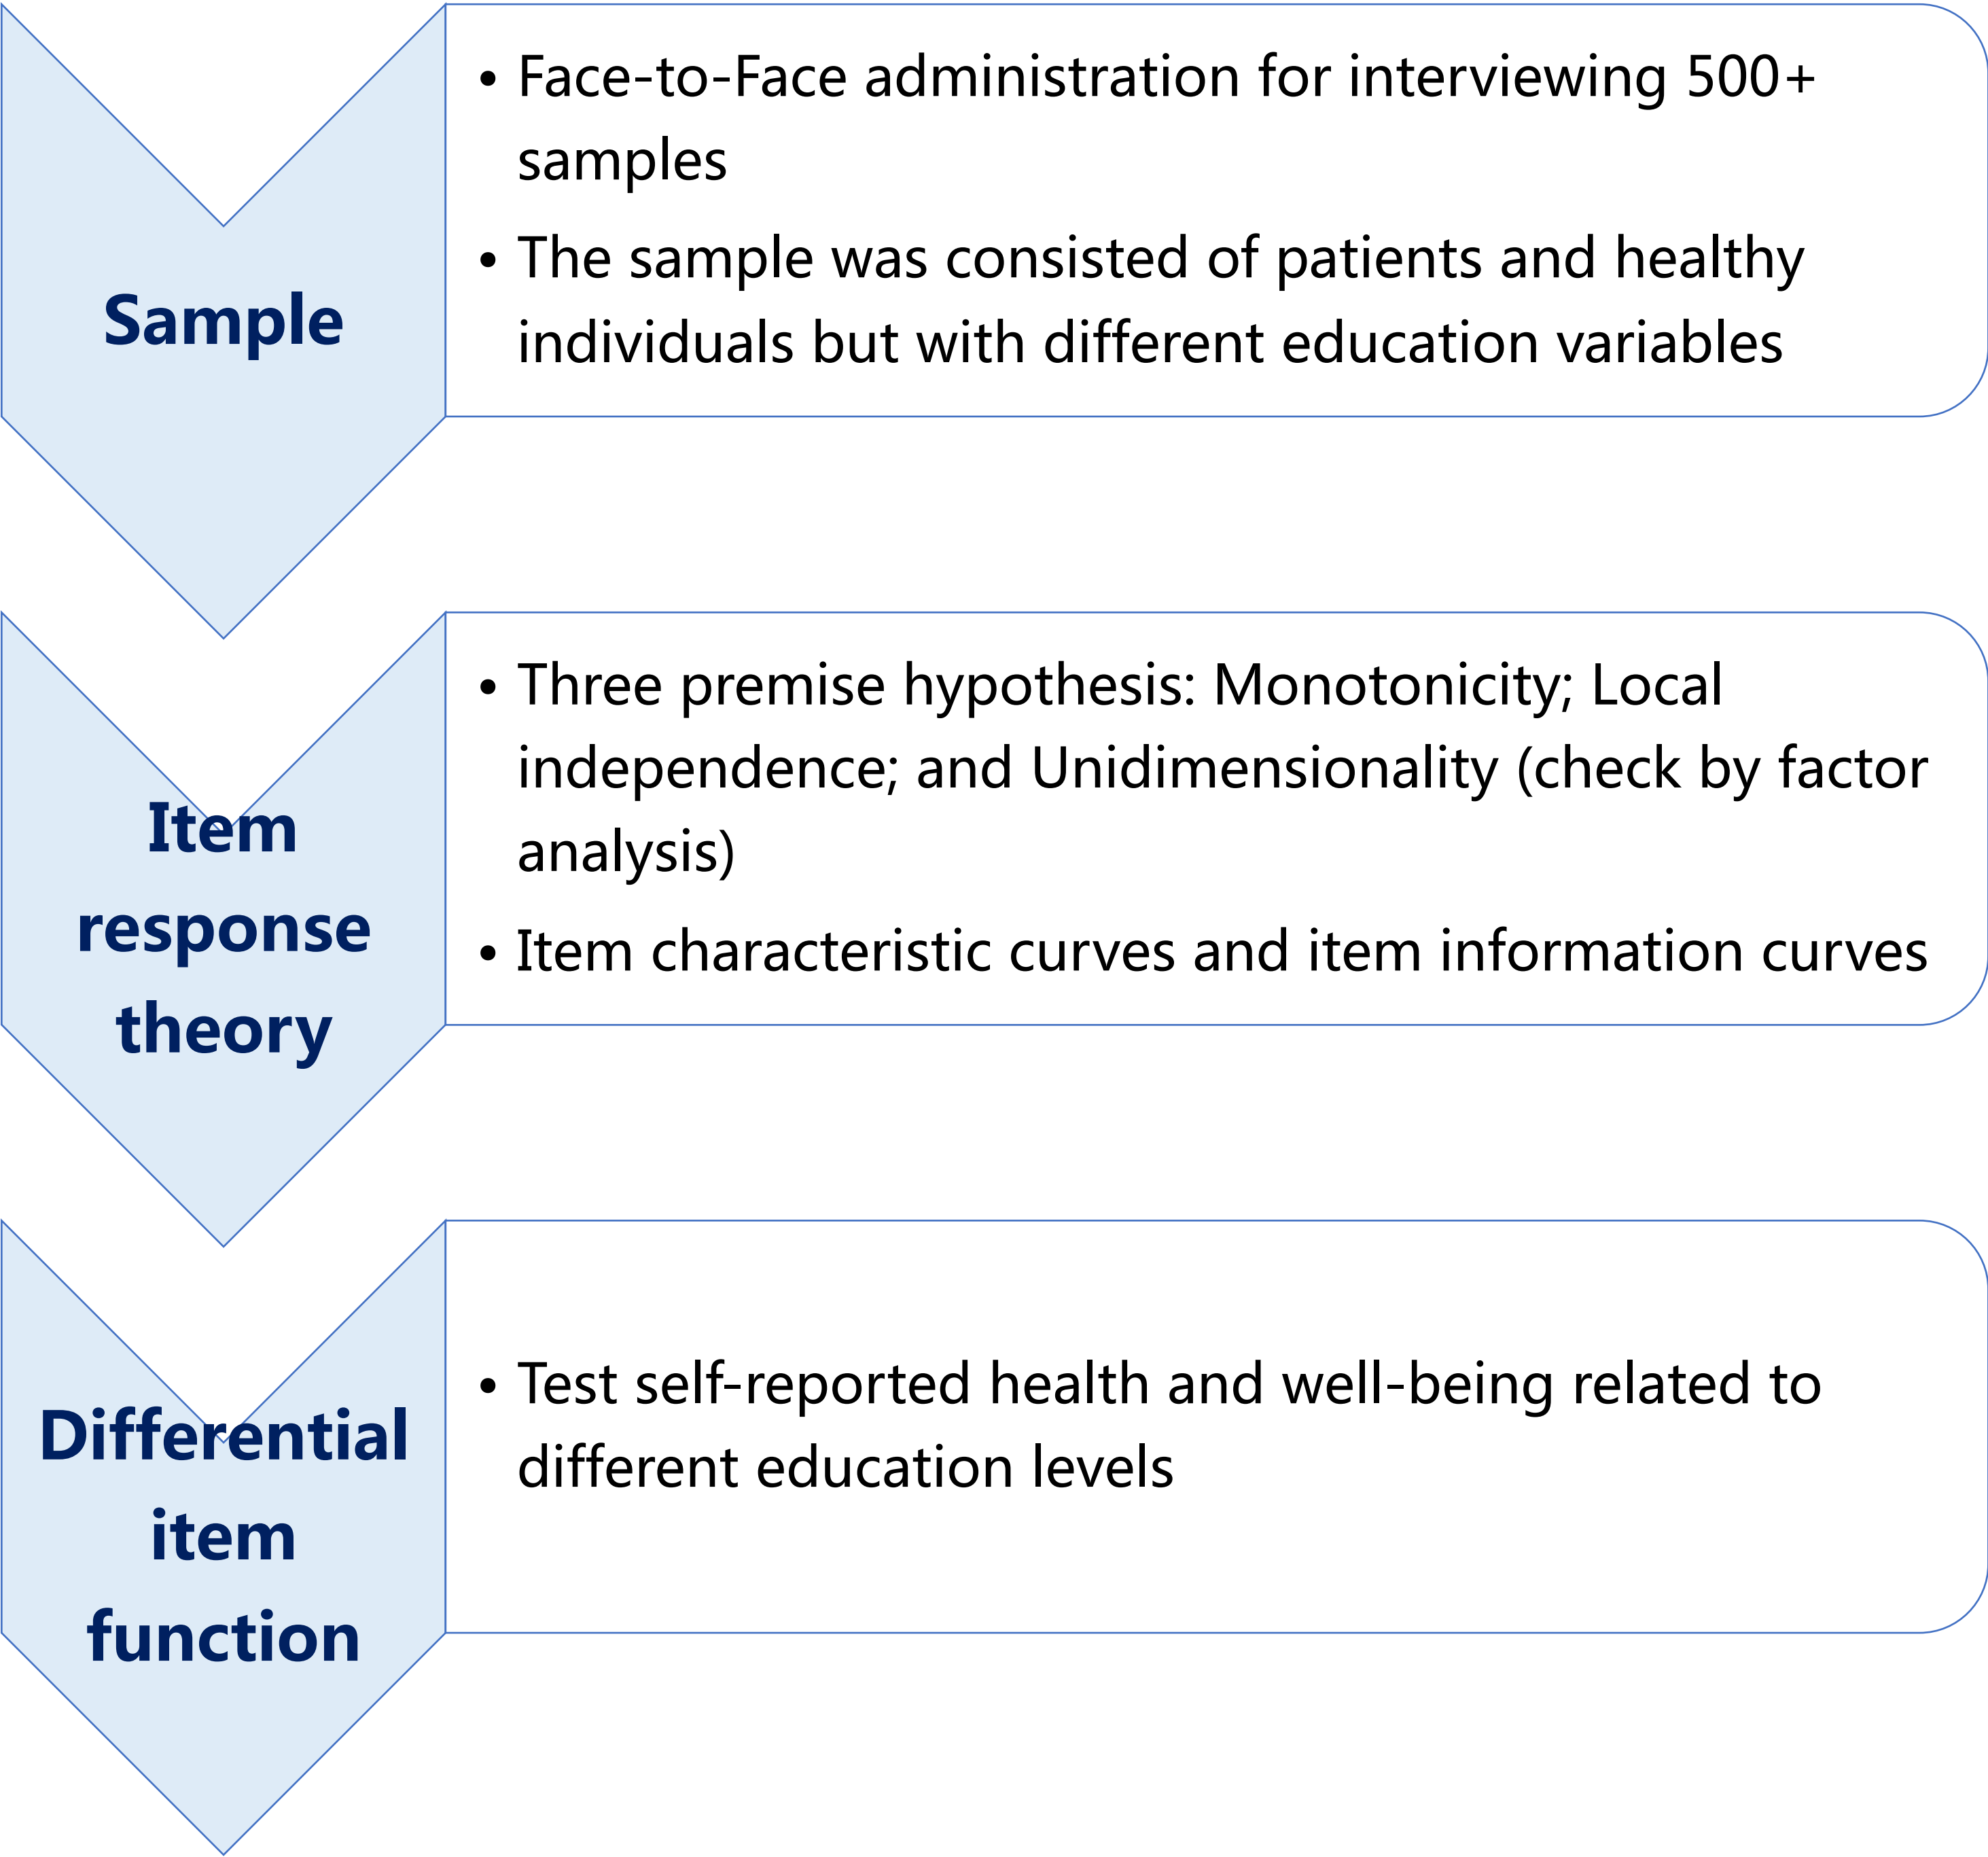 Sample
• Face-to-Face administration for interviewing 500+
samples
• The sample was consisted of patients and healthy
individuals but with different education variables
Item
response
theory
• Three premise hypothesis: Monotonicity; Local
independence; and Unidimensionality (check by factor
analysis)
• Item characteristic curves and item information curves
Differential
item
function
• Test self-reported health and well-being related to
different education levels